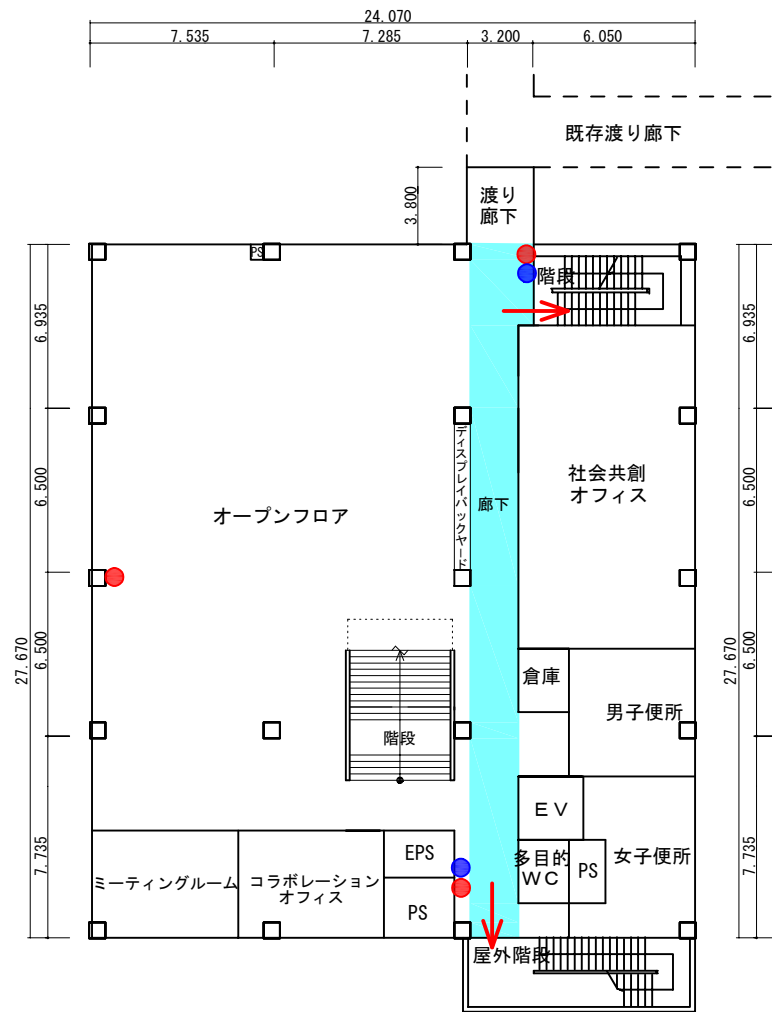 24.070
7.535
7.285
3.200
6.050
既存渡り廊下
3.800
渡り
廊下
PS
階段
6.935
6.935
27.670
6.500
6.500
27.670
オープンフロア
ディスプレイバックヤード
廊下
社会共創
オフィス
6.500
6.500
倉庫
男子便所
階段
ＥＶ
7.735
7.735
ミーティングルーム
コラボレーション
オフィス
EPS
PS
多目的
ＷＣ
PS
女子便所
屋外階段